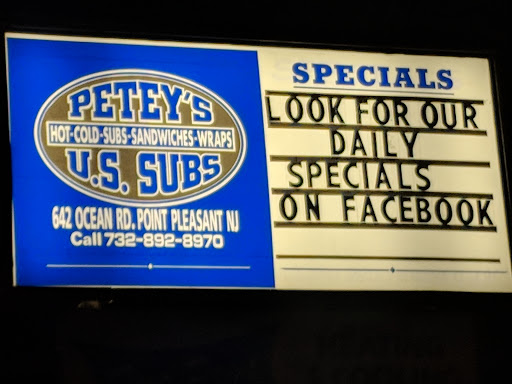 PETEY'S
HOT-COLD-SUBS-SANDWICHES-WRAPS
U.S. SUBS
642 OCEAN RD. POINT PLEASANT NJ
Call 732-892-8970
SPECIALS
LOOK FOR OUR
DAILY
SPECIALS
ON FACEBOOK